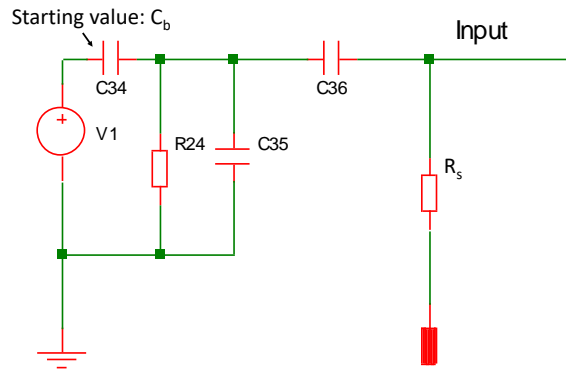 Starting value: C_b
Input
C34
C36
+
V1
R24
C35
R_s